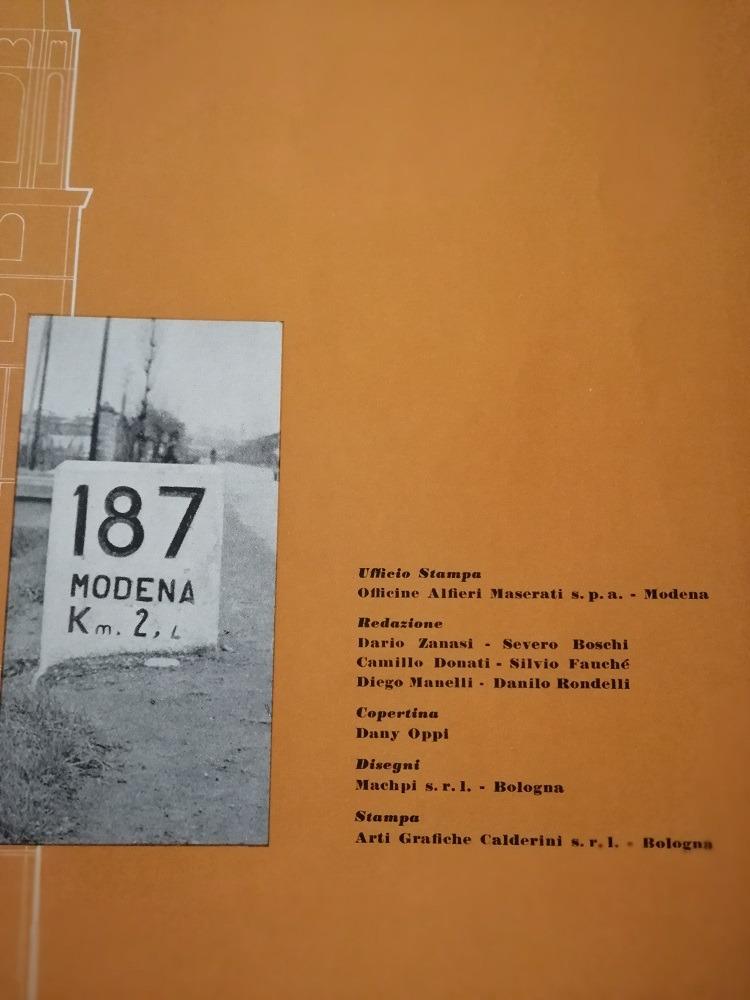 187
MODENA
Km. 2,
Ufficio Stampa
Officine Alfieri Maserati s. p. a. - Modena
Redazione
Dario Zanasi - Severo Boschi
Camillo Donati - Silvio Fauché
Diego Manelli - Danilo Rondelli
Copertina
Dany Oppi
Disegni
Machpi s. r. l. - Bologna
Stampa
Arti Grafiche Calderini s. r. l. - Bologna